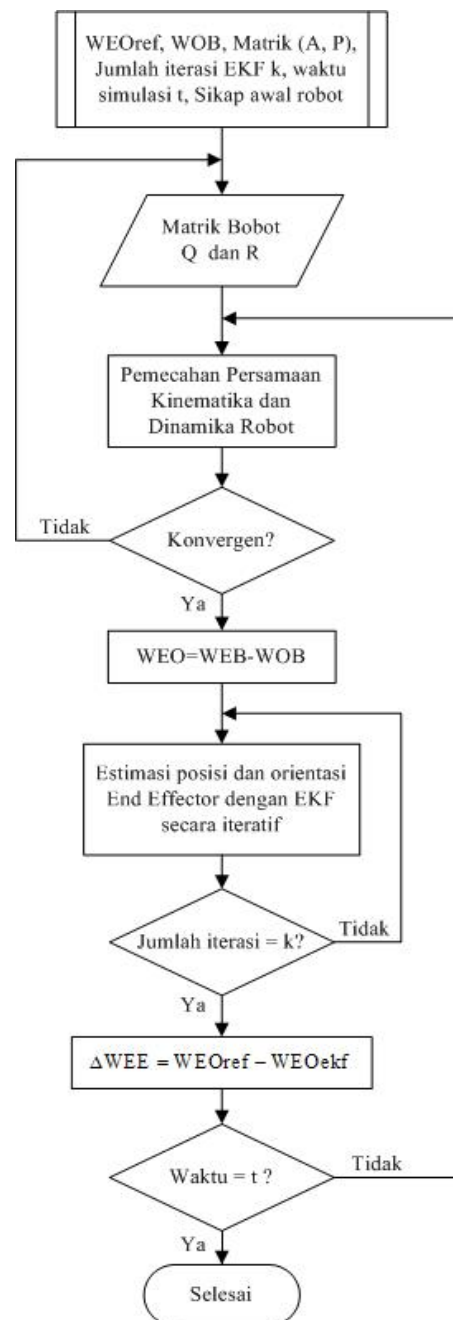 WEOref, WOB, Matrik (A, P),
Jumlah iterasi EKF k, waktu
simulasi t, Sikap awal robot
Matrik Bobot
Q dan R
Pemecahan Persamaan
Kinematika dan
Dinamika Robot
Tidak
Konvergen?
Ya
WEO=WEB-WOB
Estimasi posisi dan orientasi
End Effector dengan EKF
secara iteratif
Jumlah iterasi = k?
Tidak
Ya
ΔWEE = WEOref − WEOekf
Waktu = t ?
Tidak
Ya
Selesai